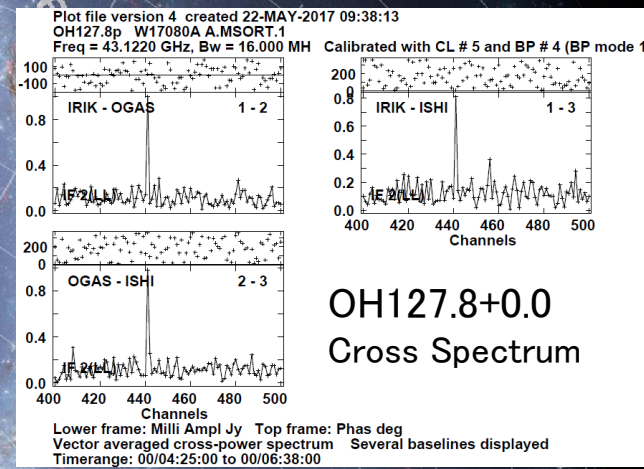 Plot file version 4 created 22-MAY-2017 09:38:13
OH127.8p W17080A A.MSORT.1
Freq = 43.1220 GHz, Bw = 16.000 MH Calibrated with CL # 5 and BP # 4 (BP mode 1
100
-100
IRIK - OGAS 1 - 2
0.8
0.4
0.0
IF 2(LL)
200
0
IRIK - ISHI 1 - 3
0.8
0.6
0.4
0.2
0.0
IF 2(LL)
400 420 440 460 480 500
Channels
200
0
OGAS - ISHI 2 - 3
0.8
0.4
0.0
IF 2(LL)
400 420 440 460 480 500
Channels
OH127.8+0.0
Cross Spectrum
Lower frame: Milli Ampl Jy Top frame: Phas deg
Vector averaged cross-power spectrum Several baselines displayed
Timerange: 00/04:25:00 to 00/06:38:00